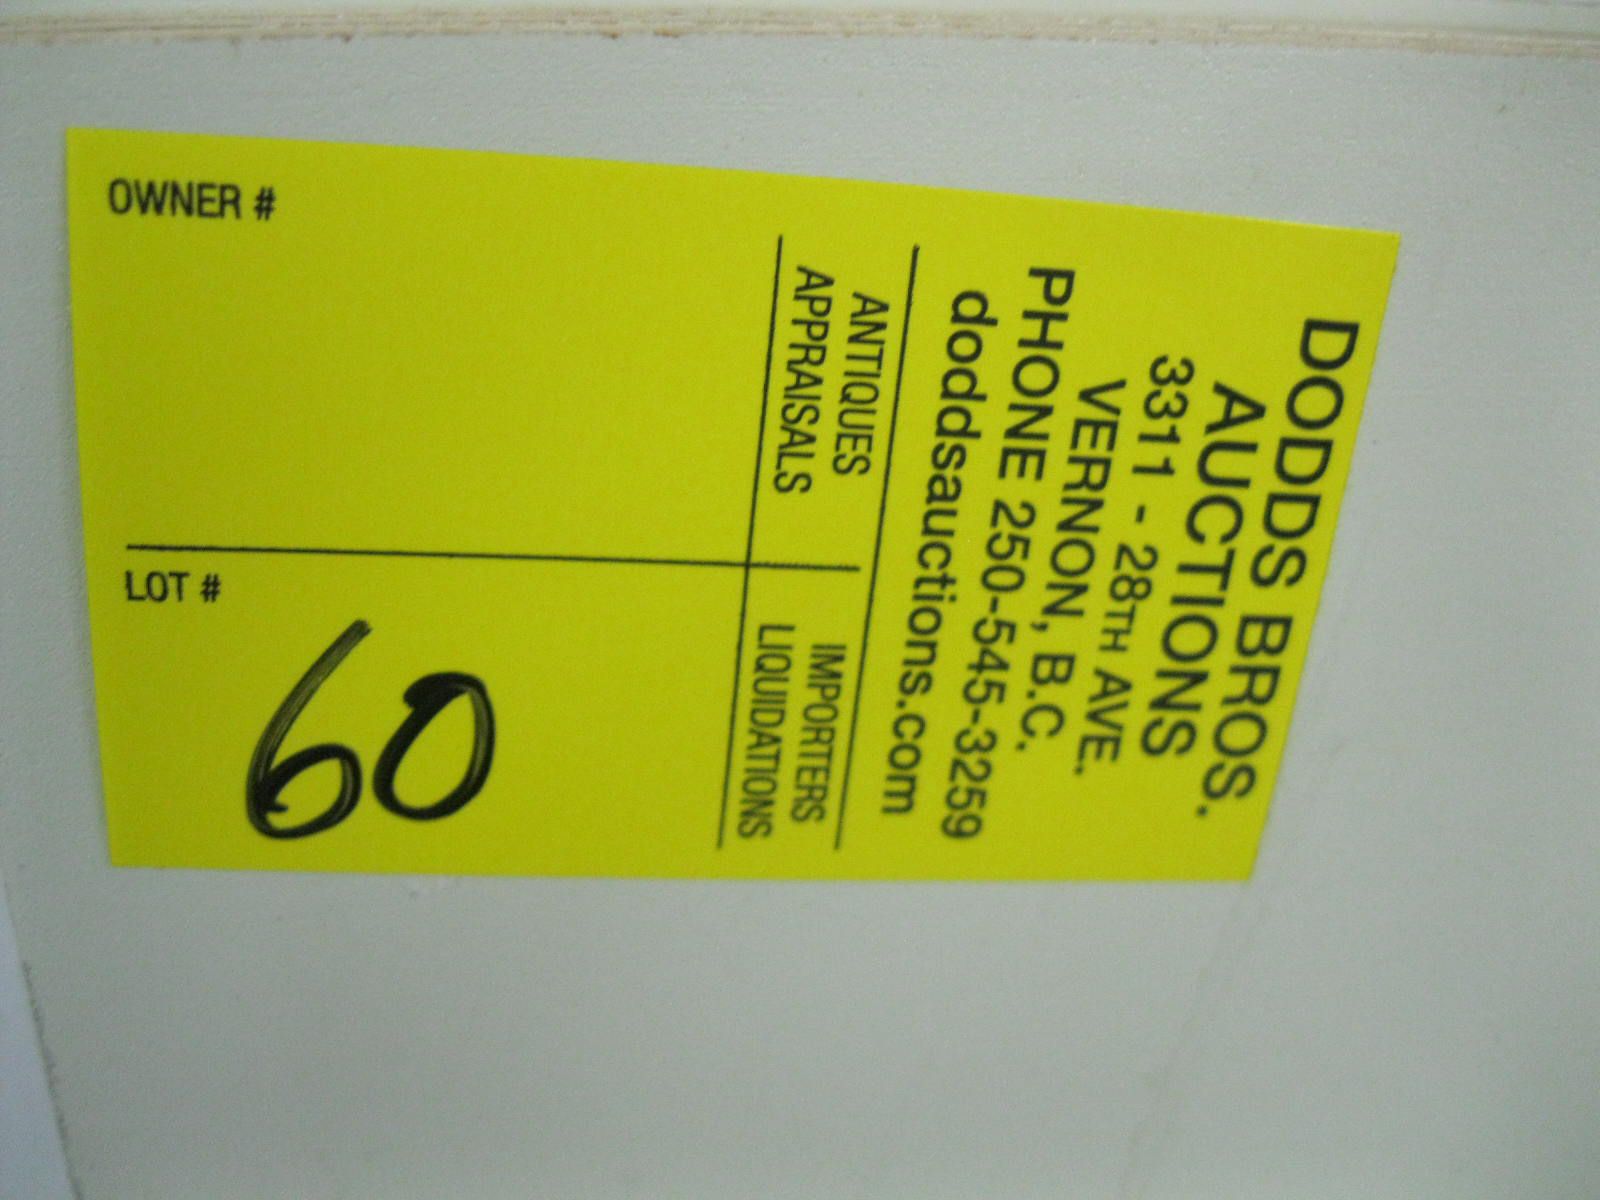 DODDS BROS.
AUCTIONS
3311 - 28TH AVE.
VERNON, B.C.
PHONE 250-545-3259
doddsauctions.com
ANTIQUES
APPRAISALS
IMPORTERS
LIQUIDATIONS
OWNER #
LOT #
60